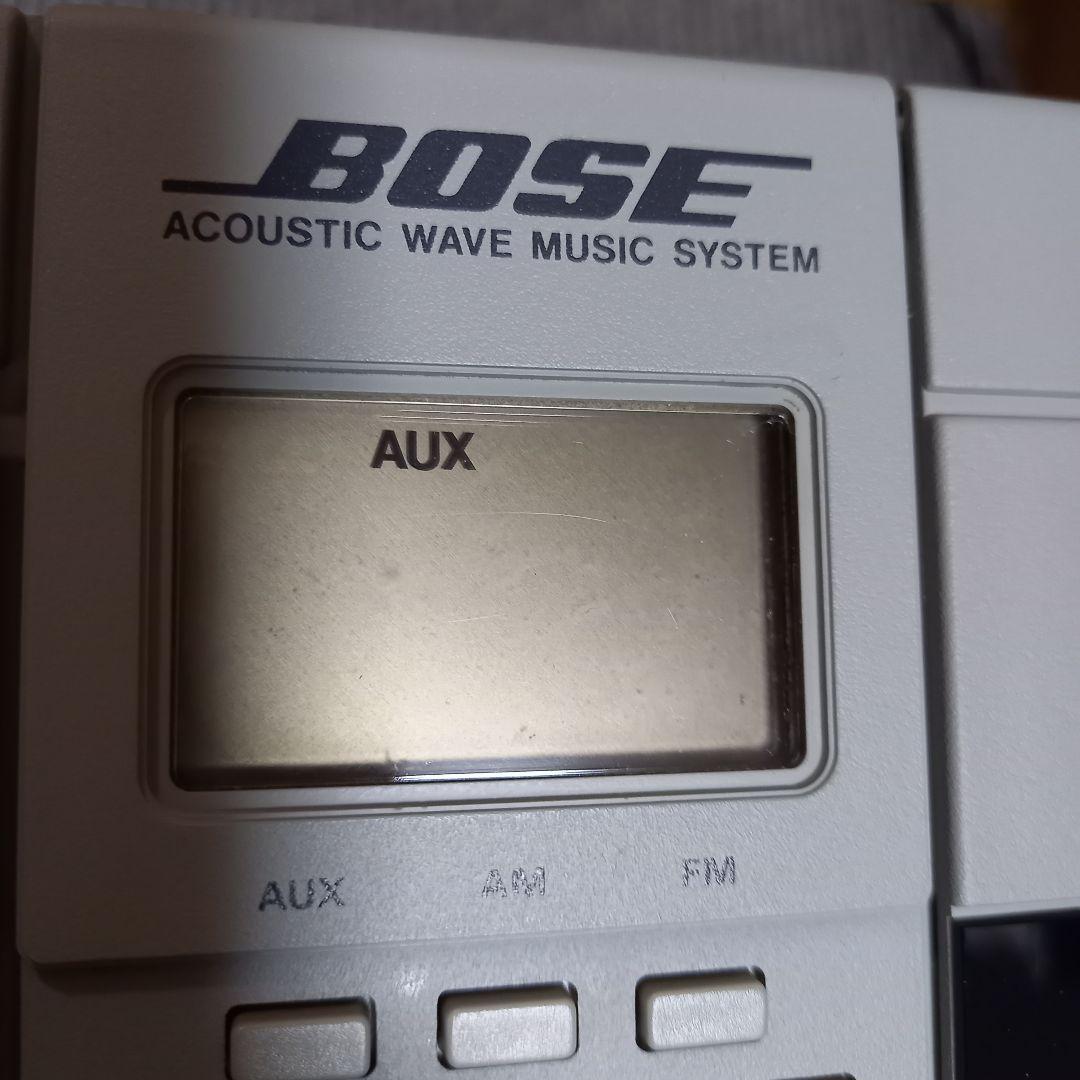 BOSE
ACOUSTIC WAVE MUSIC SYSTEM
AUX
AUX AM FM